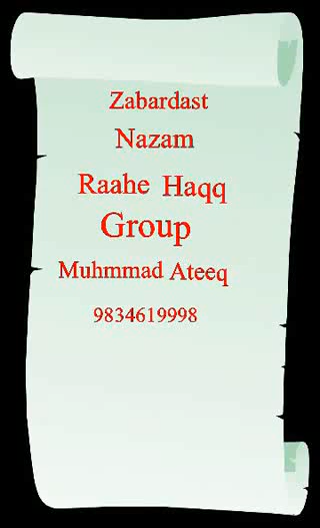 Zabardast
Nazam
Raahe Haqq
Group
Muhmmad Ateeq
9834619998